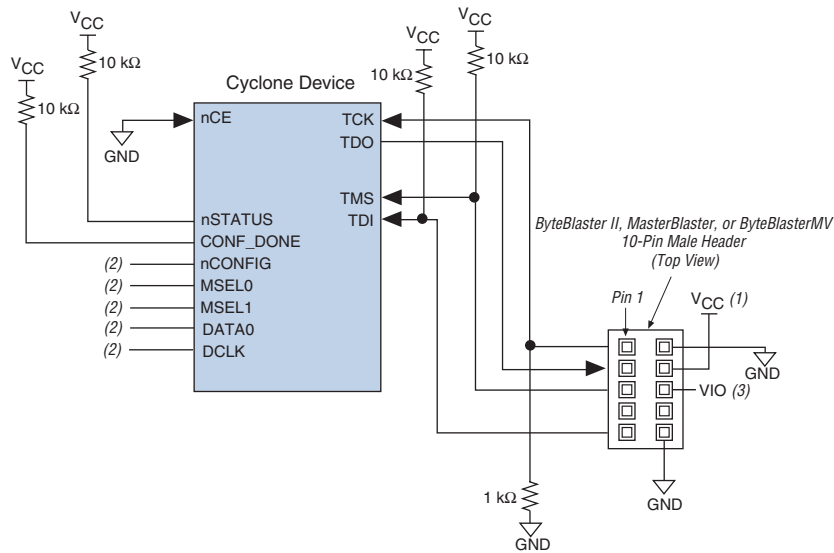 VCC
VCC
VCC
VCC
10 kΩ
10 kΩ
10 kΩ
10 kΩ
Cyclone Device
nCE
GND
nSTATUS
CONF_DONE
(2) nCONFIG
(2) MSEL0
(2) MSEL1
(2) DATA0
(2) DCLK
TCK
TDO
TMS
TDI
ByteBlaster II, MasterBlaster, or ByteBlasterMV
10-Pin Male Header
(Top View)
Pin 1
VCC (1)
GND
VIO (3)
GND
1 kΩ
GND